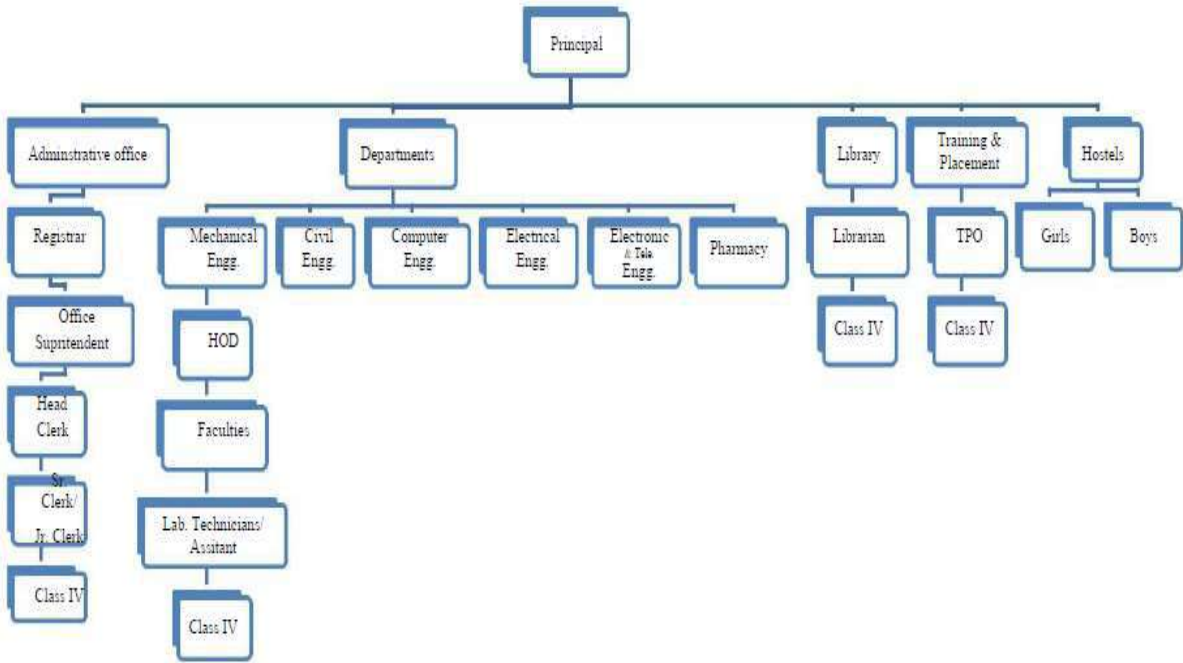 Principal
Adminstrative office
Departments
Library
Training &
Placement
Hostels
Registrar
Mechanical
Engg.
Civil
Engg.
Computer
Engg.
Electrical
Engg.
Electronic
& Tele.
Engg.
Pharmacy
Librarian
TPO
Girls
Boys
Office
Supritendent
HOD
Class IV
Class IV
Head
Clerk
Faculties
Sr.
Clerk/
Jr. Clerk
Lab. Technicians/
Assitant
Class IV
Class IV